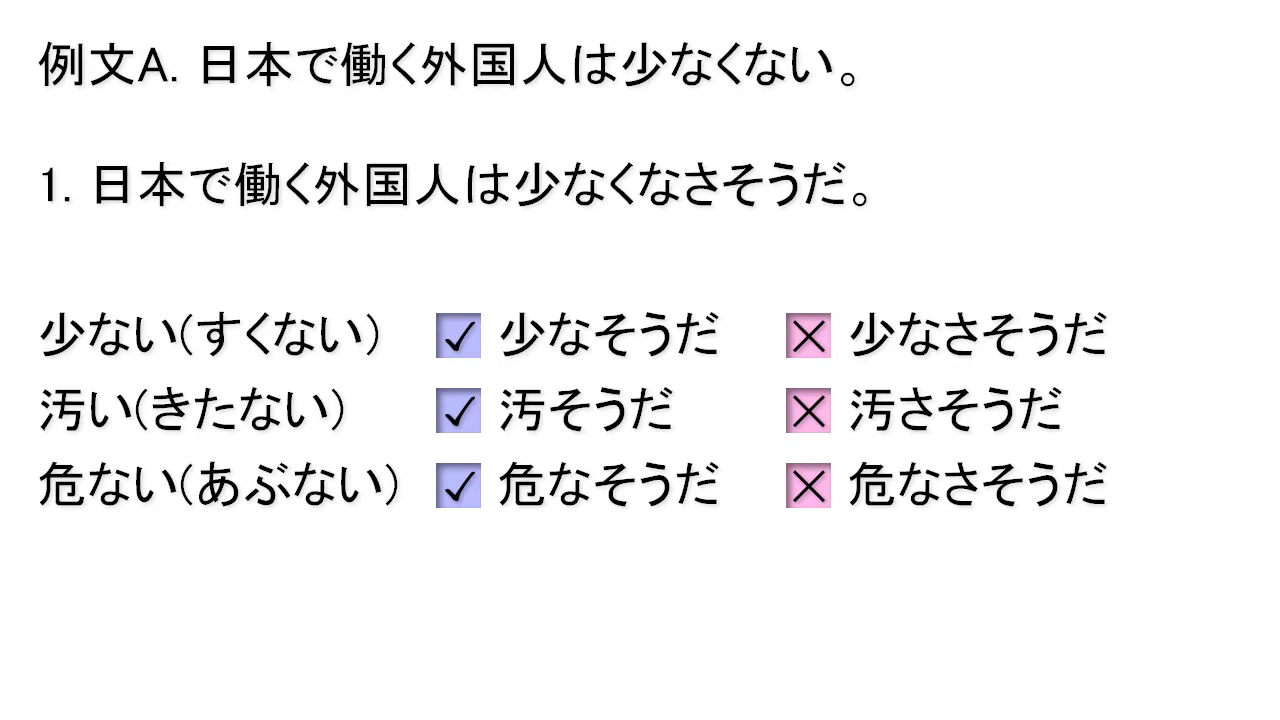 例文A. 日本で働く外国人は少なくない。
1. 日本で働く外国人は少なくなさそうだ。
少ない(すくない) ✓ 少なそうだ × 少なさそうだ
汚い(きたない) ✓ 汚そうだ × 汚さそうだ
危ない(あぶない) ✓ 危なそうだ × 危なさそうだ